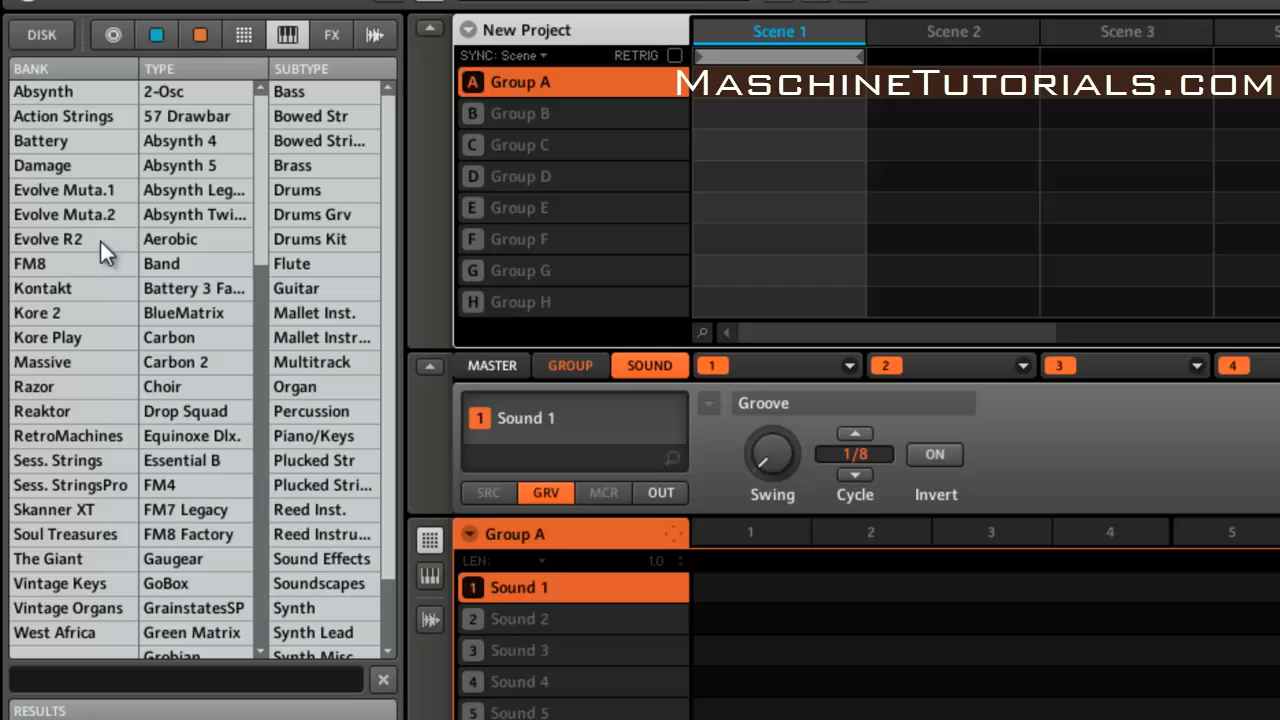 DISK
FX
BANK TYPE SUBTYPE
Absynth 2-Osc Bass
Action Strings 57 Drawbar Bowed Str
Battery Absynth 4 Bowed Stri...
Damage Absynth 5 Brass
Evolve Muta.1 Absynth Leg... Drums
Evolve Muta.2 Absynth Twi... Drums Grv
Evolve R2 Aerobic Drums Kit
FM8 Band Flute
Kontakt Battery 3 Fa... Guitar
Kore 2 BlueMatrix Mallet Inst.
Kore Play Carbon Mallet Instr...
Massive Carbon 2 Multitrack
Razor Choir Organ
Reaktor Drop Squad Percussion
RetroMachines Equinoxe Dlx. Piano/Keys
Sess. Strings Essential B Plucked Str
Sess. StringsPro FM4 Plucked Stri...
Skanner XT FM7 Legacy Reed Inst.
Soul Treasures FM8 Factory Reed Instru...
The Giant Gaugear Sound Effects
Vintage Keys GoBox Soundscapes
Vintage Organs GrainstatesSP Synth
West Africa Green Matrix Synth Lead
Grobian Synth Misc
RESULTS
New Project Scene 1 Scene 2 Scene 3 S
SYNC: Scene RETRIG
A Group A
MASCHINETUTORIALS.COM
B Group B
C Group C
D Group D
E Group E
F Group F
G Group G
H Group H
MASTER GROUP SOUND 1 2 3 4
1 Sound 1
Groove
1/8 ON
Swing Cycle Invert
SRC GRV MCR OUT
Group A 1 2 3 4 5
LEN: 1.0
1 Sound 1
2 Sound 2
3 Sound 3
4 Sound 4
5 Sound 5